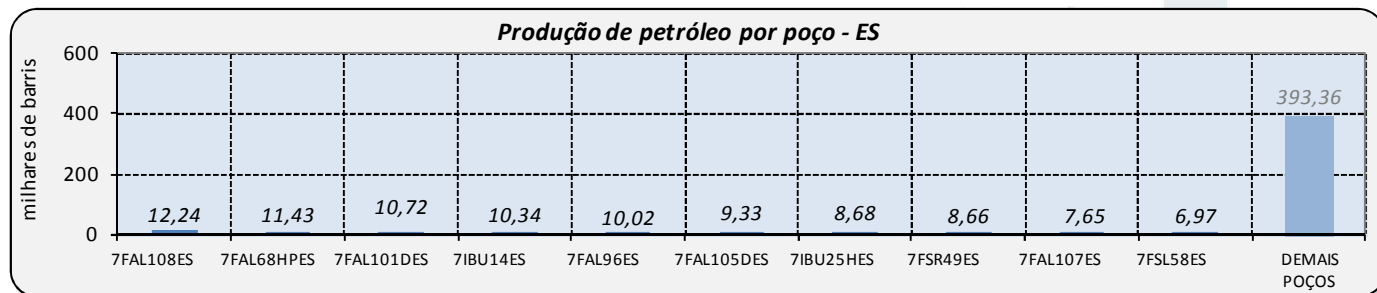 Produção de petróleo por poço - ES
milhares de barris
600
400
200
0
12,24
11,43
10,72
10,34
10,02
9,33
8,68
8,66
7,65
6,97
393,36
7FAL108ES
7FAL68HPES
7FAL101DES
7IBU14ES
7FAL96ES
7FAL105DES
7IBU25HES
7FSR49ES
7FAL107ES
7FSL58ES
DEMAIS
POÇOS